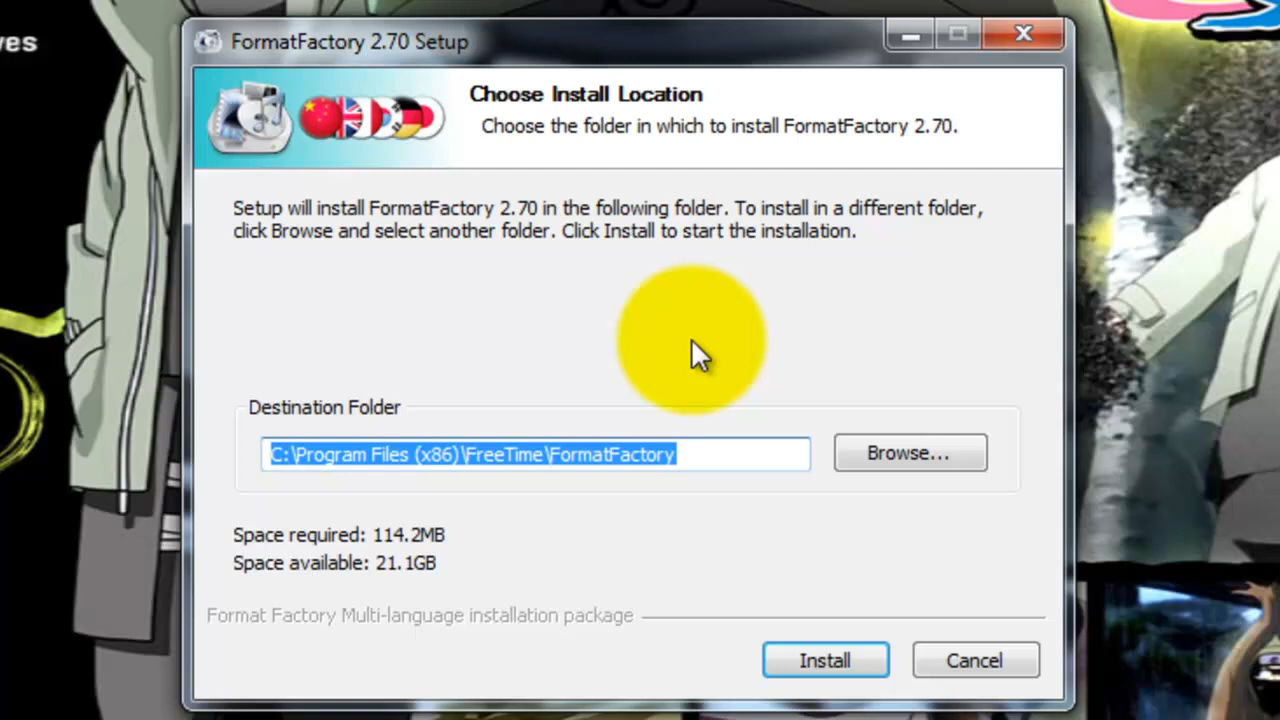 ves
FormatFactory 2.70 Setup
Choose Install Location
Choose the folder in which to install FormatFactory 2.70.
Setup will install FormatFactory 2.70 in the following folder. To install in a different folder,
click Browse and select another folder. Click Install to start the installation.
Destination Folder
C:\Program Files (x86)\FreeTime\FormatFactory
Browse...
Space required: 114.2MB
Space available: 21.1GB
Format Factory Multi-language installation package
Install
Cancel